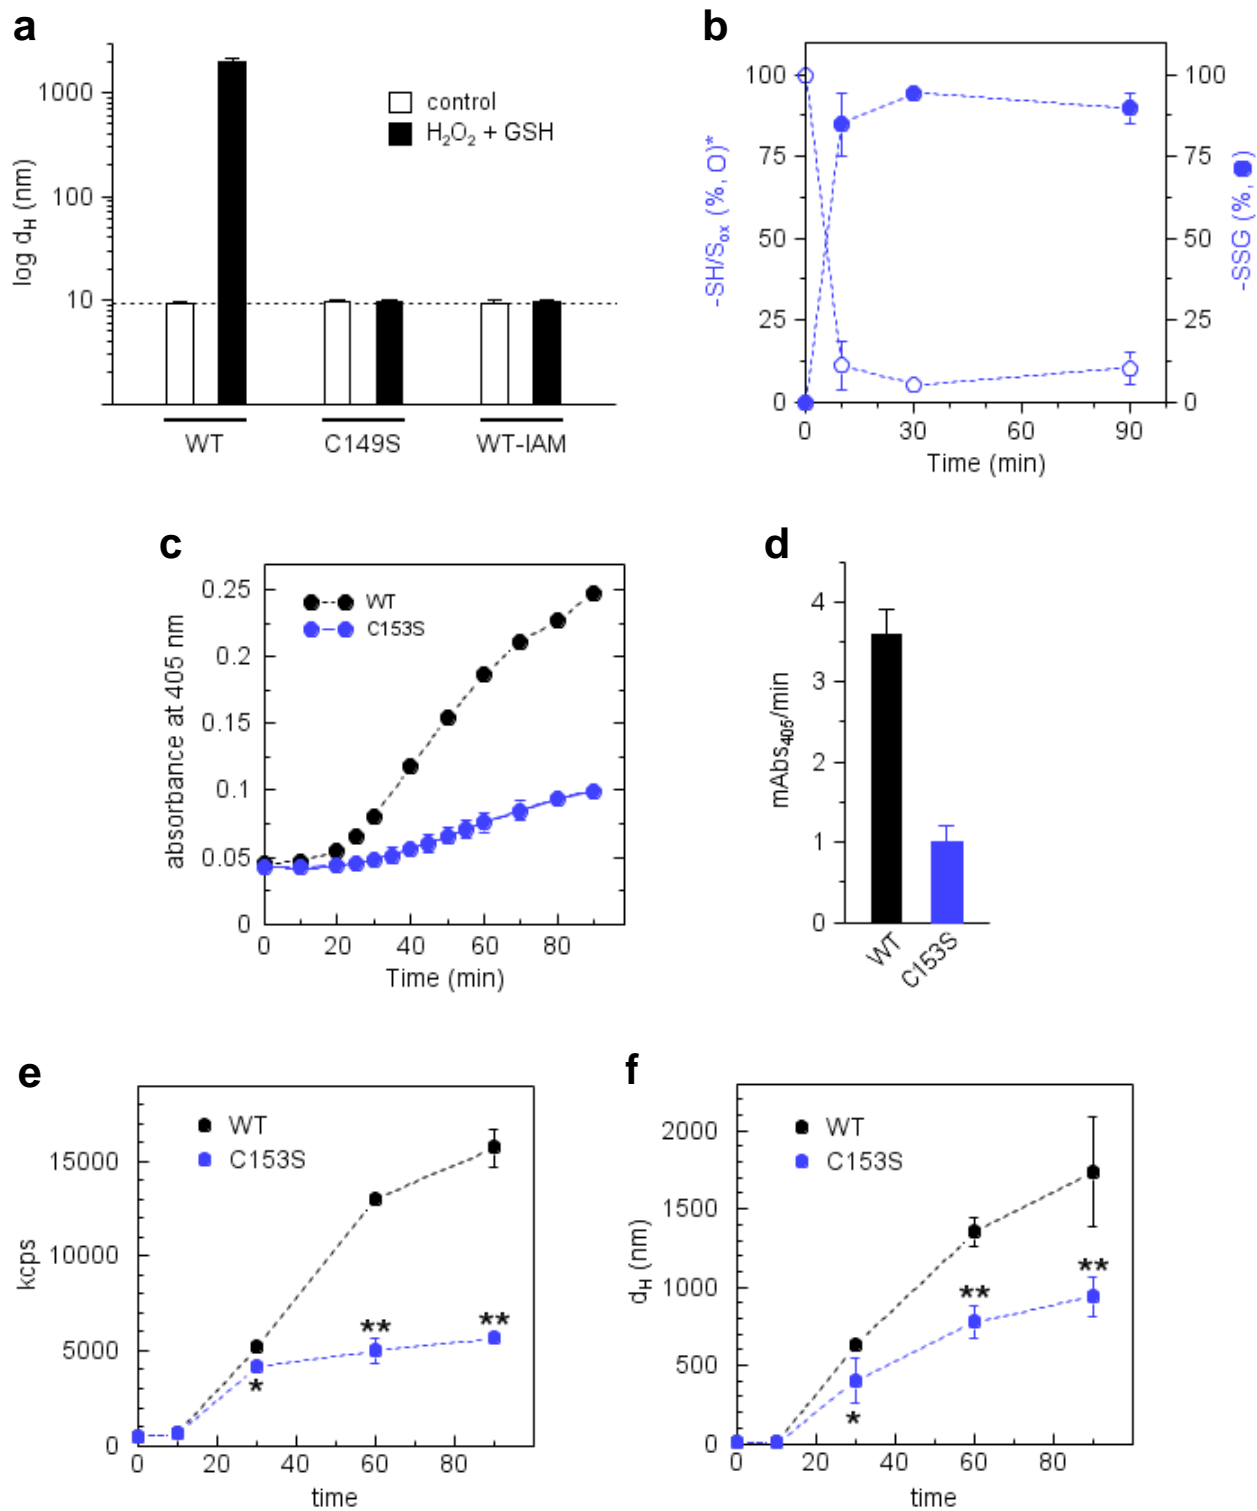 a
log dH (nm)
1000
100
10
control
H2O2 + GSH
WT
C149S
WT-IAM
b
-SH/Sox (%, O)*
100
75
50
25
0
100
75
50
25
0
-SSG (%, ●)
0
30
60
90
Time (min)
c
absorbance at 405 nm
0.25
0.2
0.15
0.1
0.05
0
WT
C153S
0
20
40
60
80
Time (min)
d
mAbs405/min
4
3
2
1
0
WT
C153S
e
kcps
15000
10000
5000
0
WT
C153S
*
**
**
0
20
40
60
80
time
f
dH (nm)
2000
1500
1000
500
0
WT
C153S
*
**
**
0
20
40
60
80
time